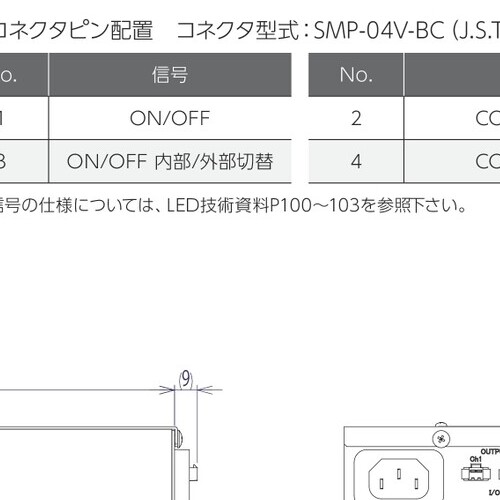 コネクタピン配置 コネクタ型式：SMP-04V-BC (J.S.T
o. 信号 No.
1 ON/OFF 2 CO
3 ON/OFF 内部/外部切替 4 CO
信号の仕様については、LED技術資料P100～103を参照下さい。
(9)
OUTP
Ch1
I/O